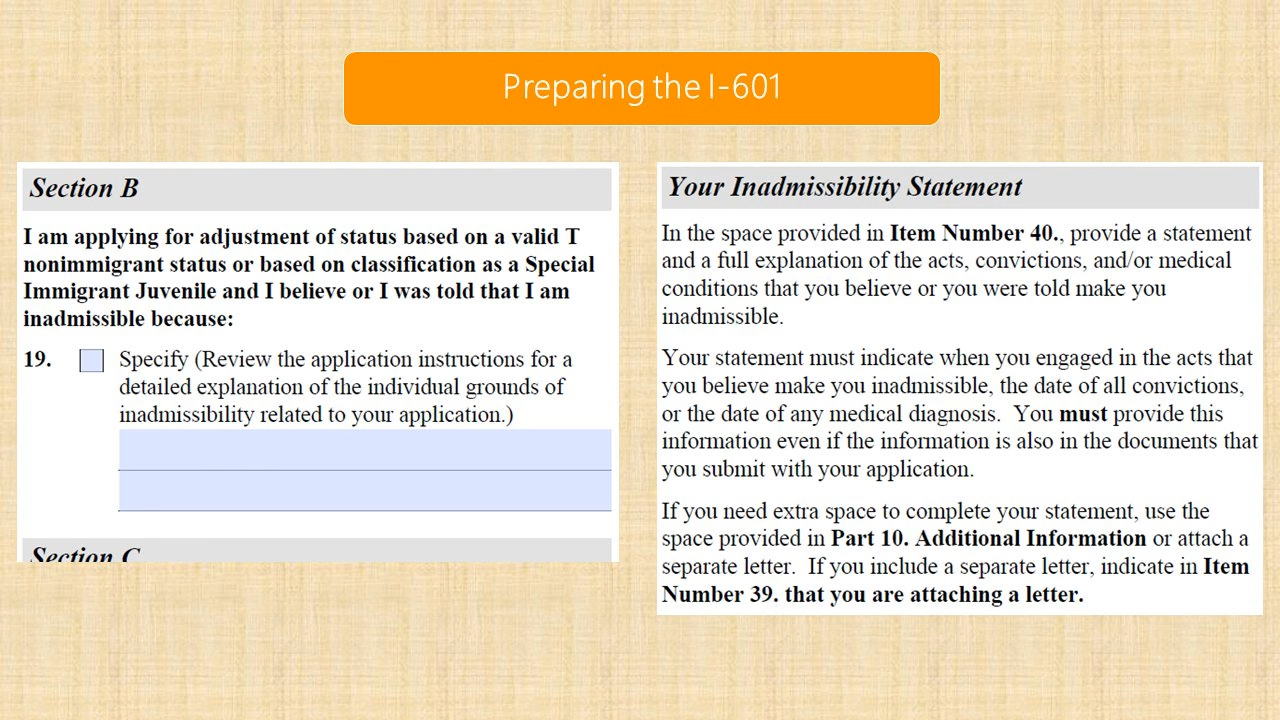 Preparing the I-601
Section B
I am applying for adjustment of status based on a valid T
nonimmigrant status or based on classification as a Special
Immigrant Juvenile and I believe or I was told that I am
inadmissible because:
19. Specify (Review the application instructions for a
detailed explanation of the individual grounds of
inadmissibility related to your application.)
Section C
Your Inadmissibility Statement
In the space provided in Item Number 40., provide a statement
and a full explanation of the acts, convictions, and/or medical
conditions that you believe or you were told make you
inadmissible.
Your statement must indicate when you engaged in the acts that
you believe make you inadmissible, the date of all convictions,
or the date of any medical diagnosis. You must provide this
information even if the information is also in the documents that
you submit with your application.
If you need extra space to complete your statement, use the
space provided in Part 10. Additional Information or attach a
separate letter. If you include a separate letter, indicate in Item
Number 39. that you are attaching a letter.